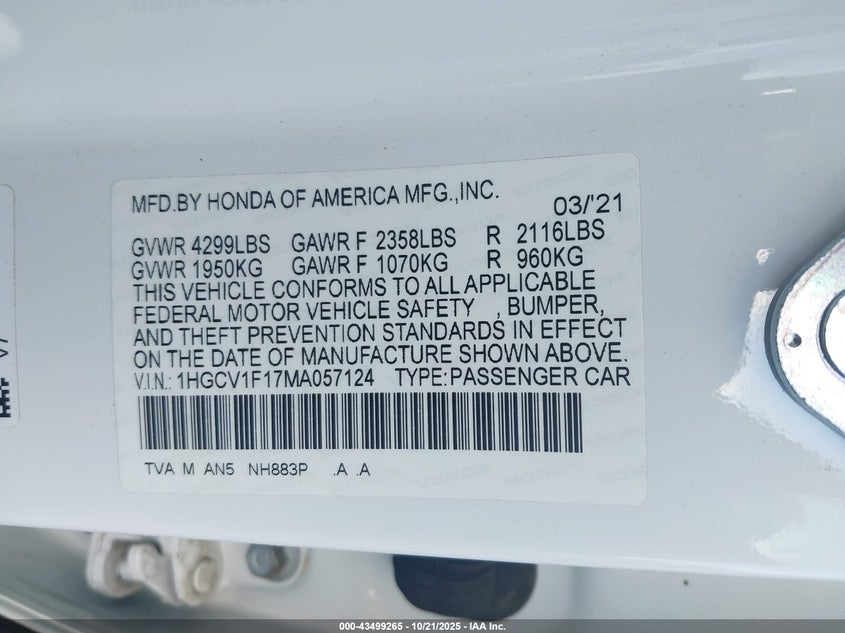 MFD.BY HONDA OF AMERICA MFG.,INC. 03/'21
GVWR 4299LBS GAWR F 2358LBS R 2116LBS
GVWR 1950KG GAWR F 1070KG R 960KG
THIS VEHICLE CONFORMS TO ALL APPLICABLE
FEDERAL MOTOR VEHICLE SAFETY , BUMPER,
AND THEFT PREVENTION STANDARDS IN EFFECT
ON THE DATE OF MANUFACTURE SHOWN ABOVE.
V.I.N.: 1HGCV1F17MA057124 TYPE:PASSENGER CAR
TVA M AN5 NH883P .A .A
000-43499265 - 10/21/2025 - IAA Inc.